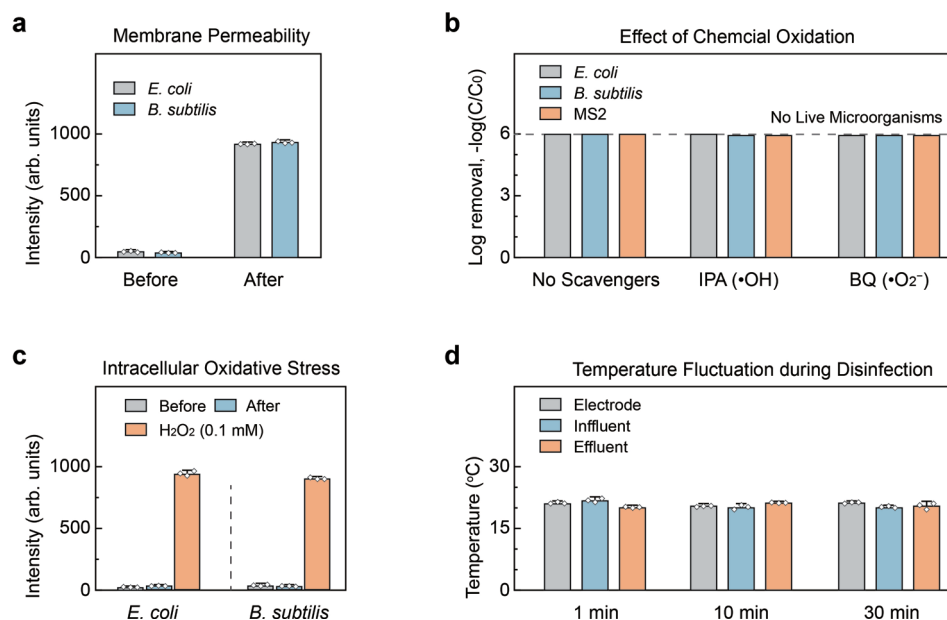 a
Membrane Permeability
E. coli
B. subtilis
Intensity (arb. units)
1000
500
0
Before
After
b
Effect of Chemcial Oxidation
E. coli
B. subtilis
MS2
No Live Microorganisms
Log removal, -log(C/C0)
6
3
0
No Scavengers
IPA (•OH)
BQ (•O₂⁻)
c
Intracellular Oxidative Stress
Before
After
H₂O₂ (0.1 mM)
Intensity (arb. units)
1000
500
0
E. coli
B. subtilis
d
Temperature Fluctuation during Disinfection
Electrode
Inffluent
Effluent
Temperature (°C)
30
15
0
1 min
10 min
30 min